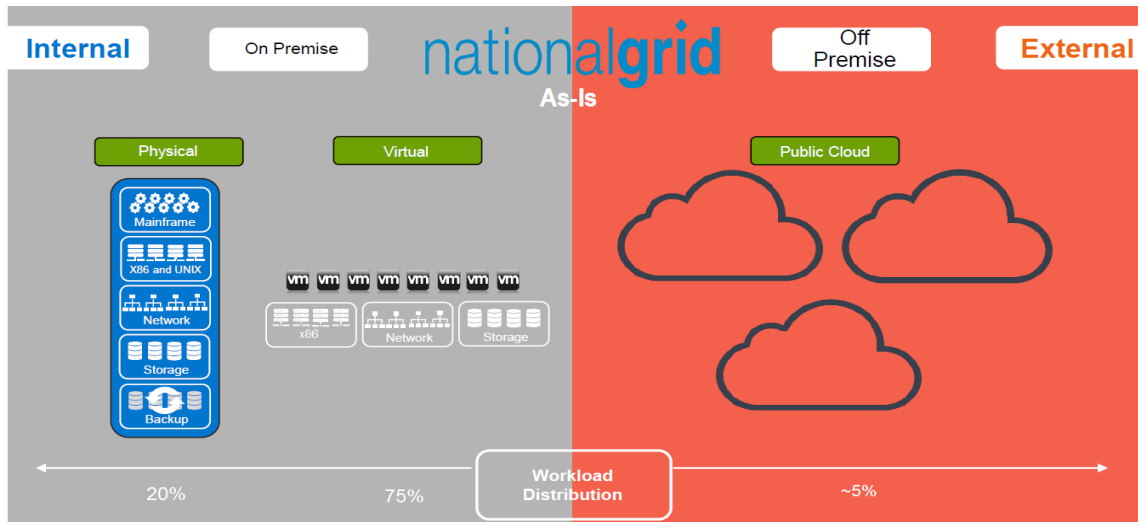 Internal
On Premise
nationalgrid
Off
Premise
External
As-Is
Physical
Virtual
Public Cloud
Mainframe
X86 and UNIX
Network
Storage
Backup
vm vm vm vm vm vm vm vm
x86
Network
Storage
Workload
Distribution
20%
75%
~5%